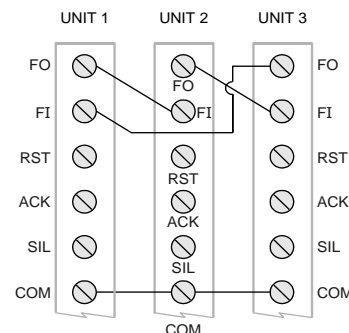 UNIT 1 UNIT 2 UNIT 3
FO FO FO
FI FI FI
RST RST RST
ACK ACK ACK
SIL SIL SIL
COM COM COM